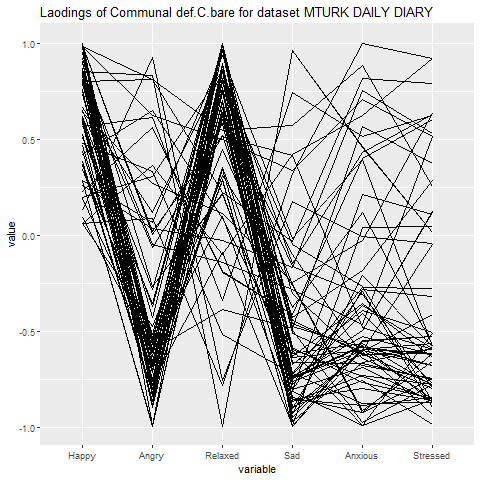 Laodings of Communal def.C.bare for dataset MTURK DAILY DIARY
1.0
0.5
0.0
-0.5
-1.0
value
Happy Angry Relaxed Sad Anxious Stressed
variable